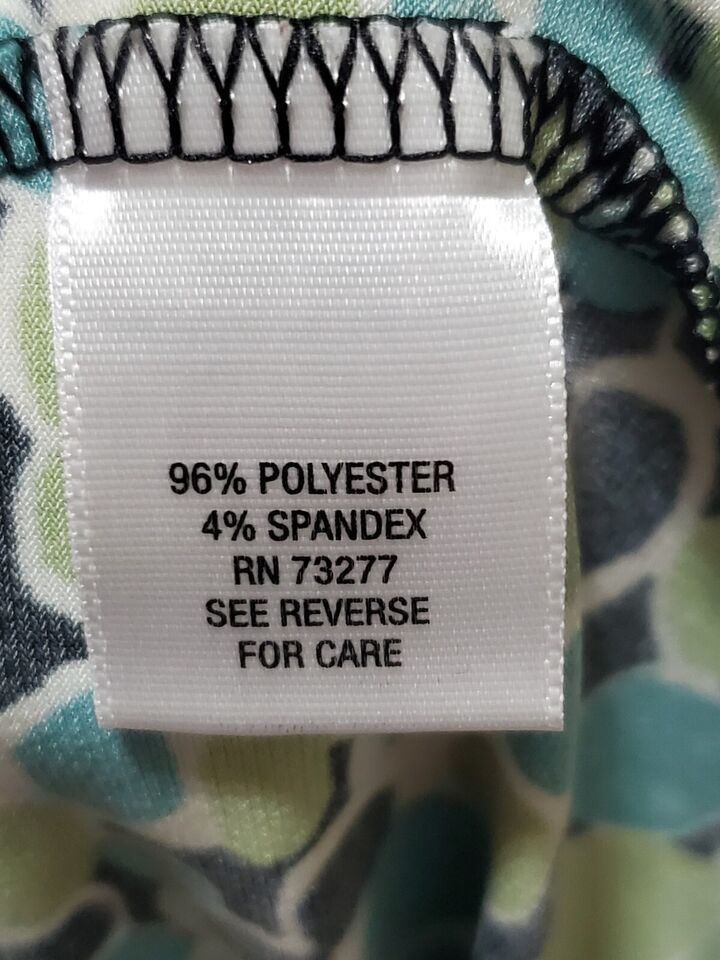 96% POLYESTER
4% SPANDEX
RN 73277
SEE REVERSE
FOR CARE